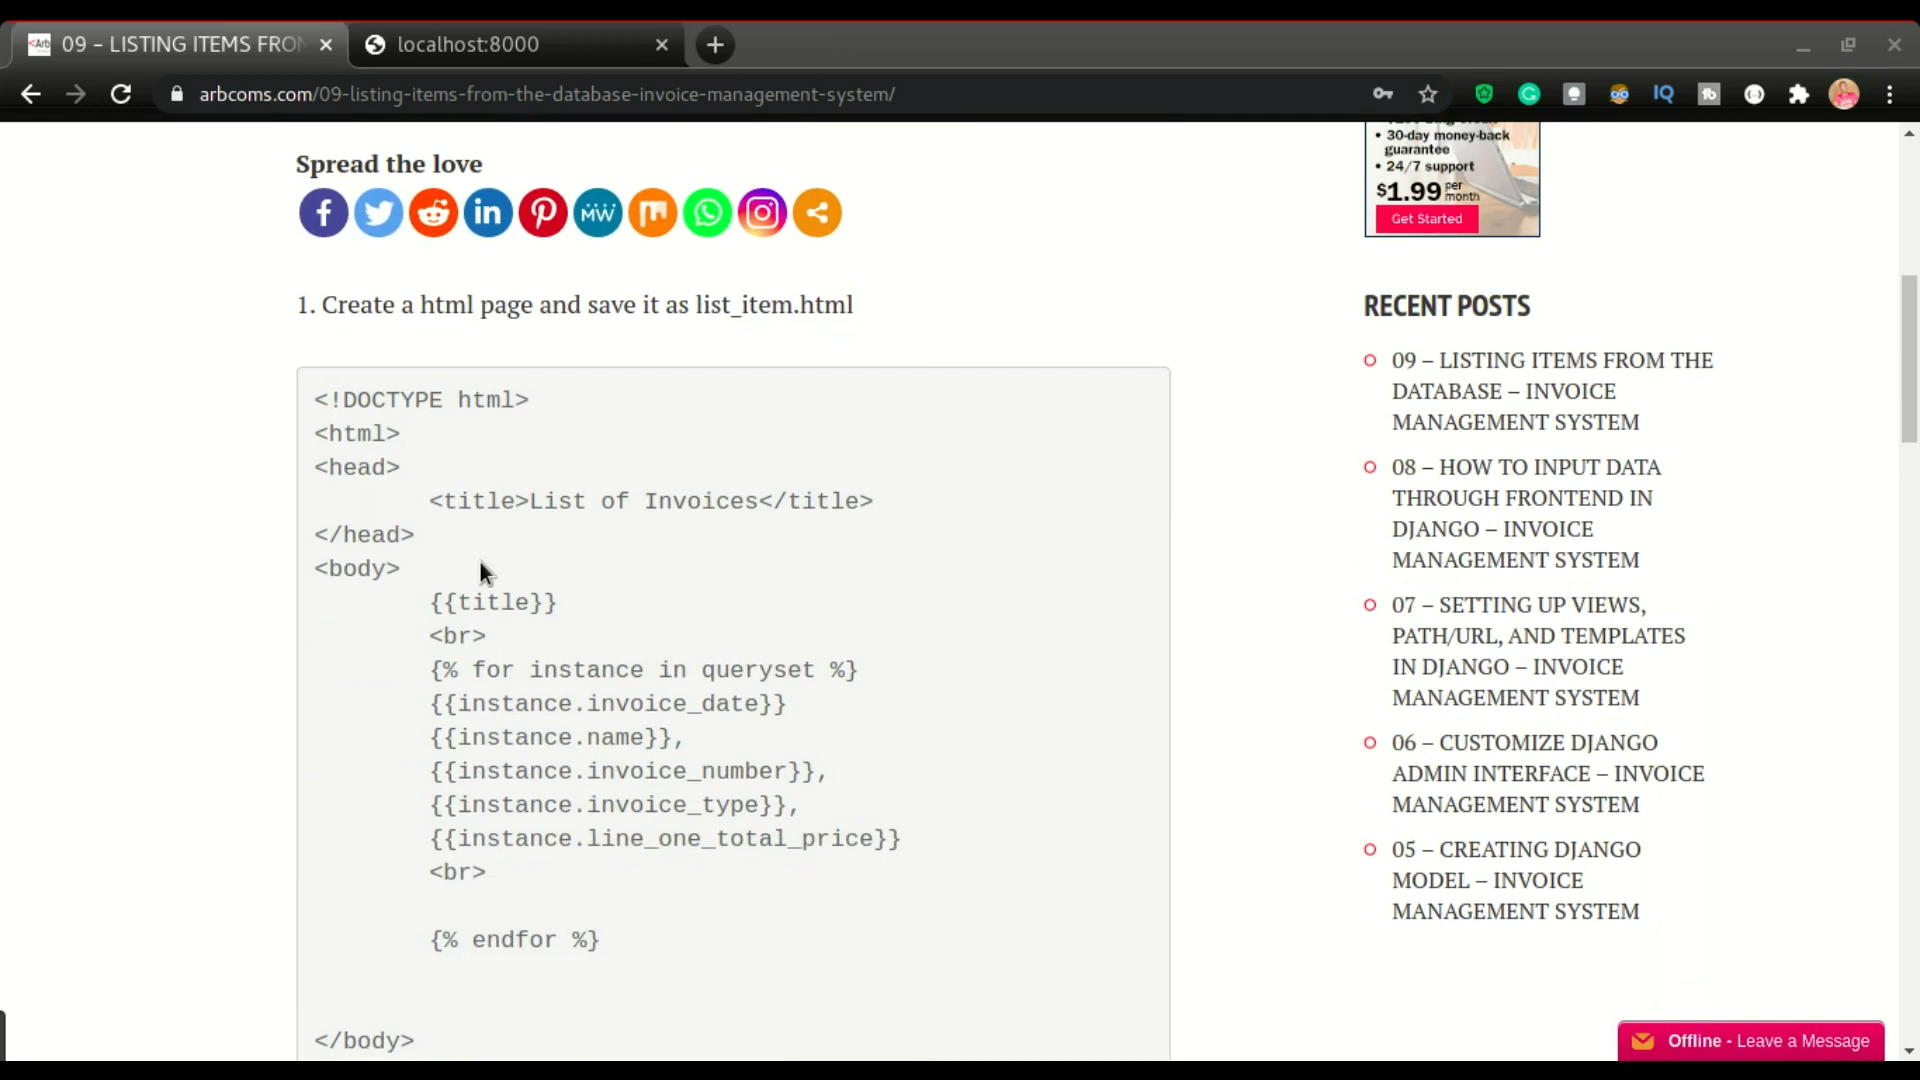 09 – LISTING ITEMS FROM
localhost:8000
arbcoms.com/09-listing-items-from-the-database-invoice-management-system/
Spread the love
1. Create a html page and save it as list_item.html
<!DOCTYPE html>
<html>
<head>
<title>List of Invoices</title>
</head>
<body>
{{title}}
<br>
{% for instance in queryset %}
{{instance.invoice_date}}
{{instance.name}},
{{instance.invoice_number}},
{{instance.invoice_type}},
{{instance.line_one_total_price}}
<br>
{% endfor %}
</body>
• 30-day money-back
guarantee
• 24/7 support
$1.99 per month
Get Started
RECENT POSTS
09 – LISTING ITEMS FROM THE
DATABASE – INVOICE
MANAGEMENT SYSTEM
08 – HOW TO INPUT DATA
THROUGH FRONTEND IN
DJANGO – INVOICE
MANAGEMENT SYSTEM
07 – SETTING UP VIEWS,
PATH/URL, AND TEMPLATES
IN DJANGO – INVOICE
MANAGEMENT SYSTEM
06 – CUSTOMIZE DJANGO
ADMIN INTERFACE – INVOICE
MANAGEMENT SYSTEM
05 – CREATING DJANGO
MODEL – INVOICE
MANAGEMENT SYSTEM
Offline - Leave a Message